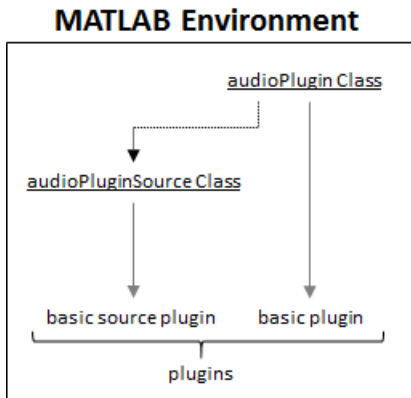 MATLAB Environment
audioPlugin Class
audioPluginSource Class
basic source plugin basic plugin
plugins